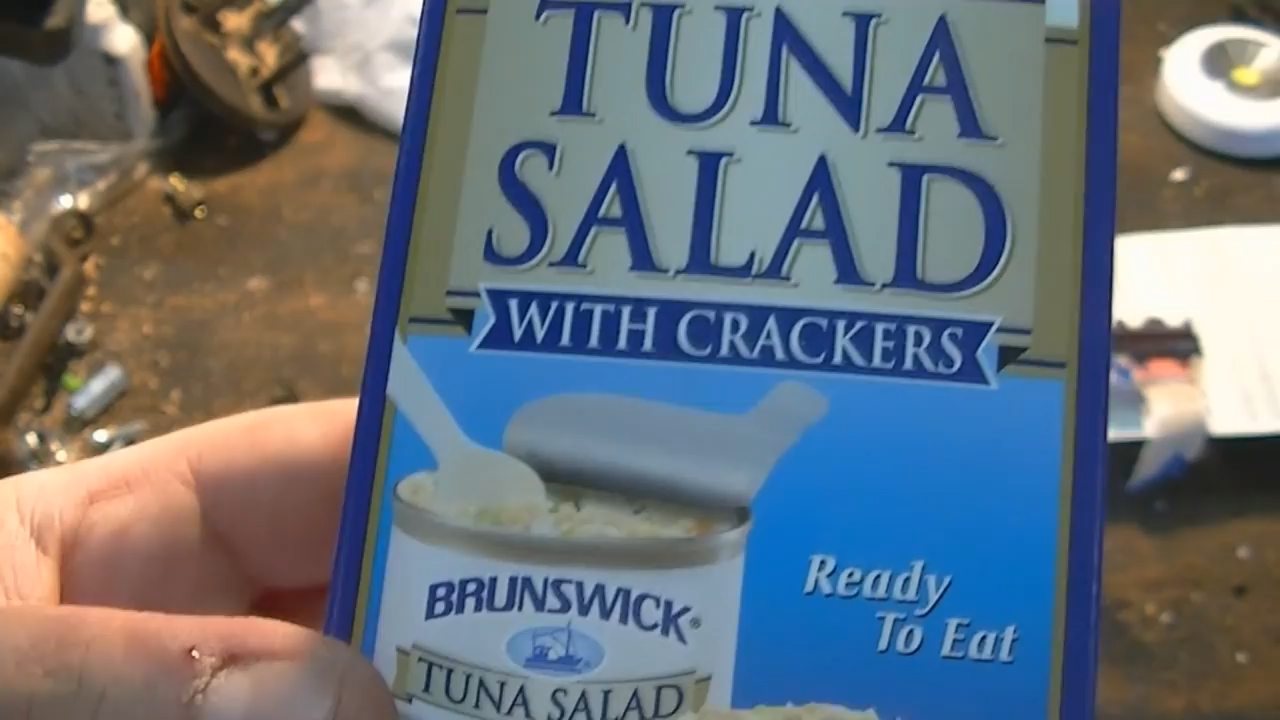 TUNA
SALAD
WITH CRACKERS
Ready
To Eat
BRUNSWICK®
TUNA SALAD